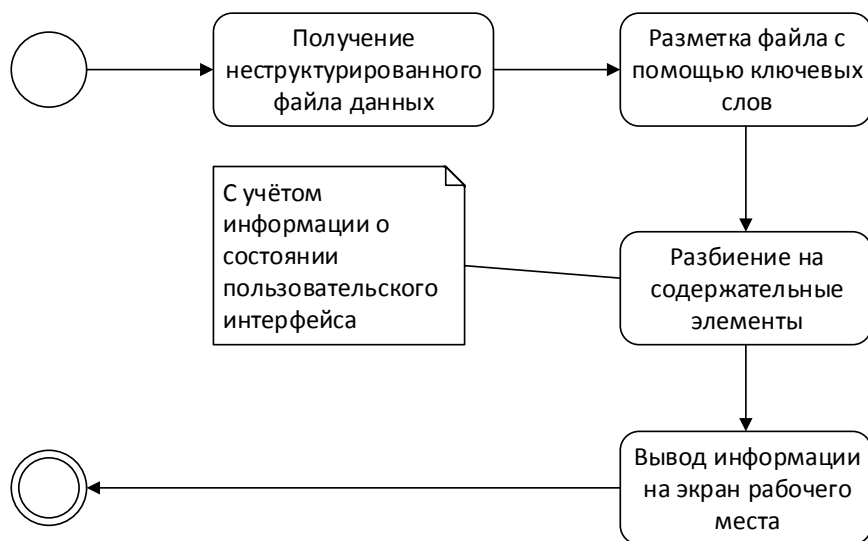 Получение
неструктурированного
файла данных
Разметка файла с
помощью ключевых
слов
С учётом
информации о
состоянии
пользовательского
интерфейса
Разбиение на
содержательные
элементы
Вывод информации
на экран рабочего
места